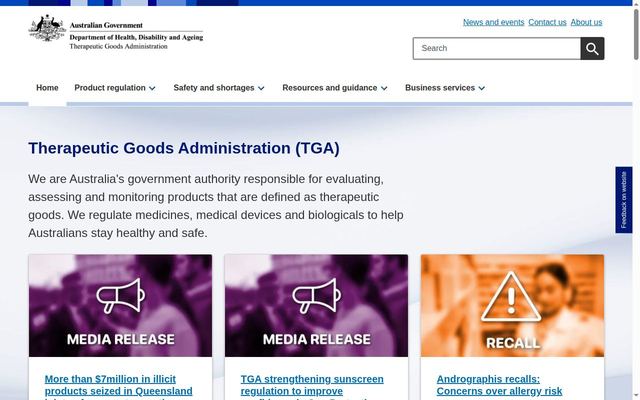 Australian Government
Department of Health, Disability and Ageing
Therapeutic Goods Administration
News and events Contact us About us
Search
Home Product regulation Safety and shortages Resources and guidance Business services
Therapeutic Goods Administration (TGA)
We are Australia's government authority responsible for evaluating,
assessing and monitoring products that are defined as therapeutic
goods. We regulate medicines, medical devices and biologicals to help
Australians stay healthy and safe.
Feedback on website
MEDIA RELEASE
MEDIA RELEASE
RECALL
More than $7million in illicit
products seized in Queensland
TGA strengthening sunscreen
regulation to improve
Andrographis recalls:
Concerns over allergy risk